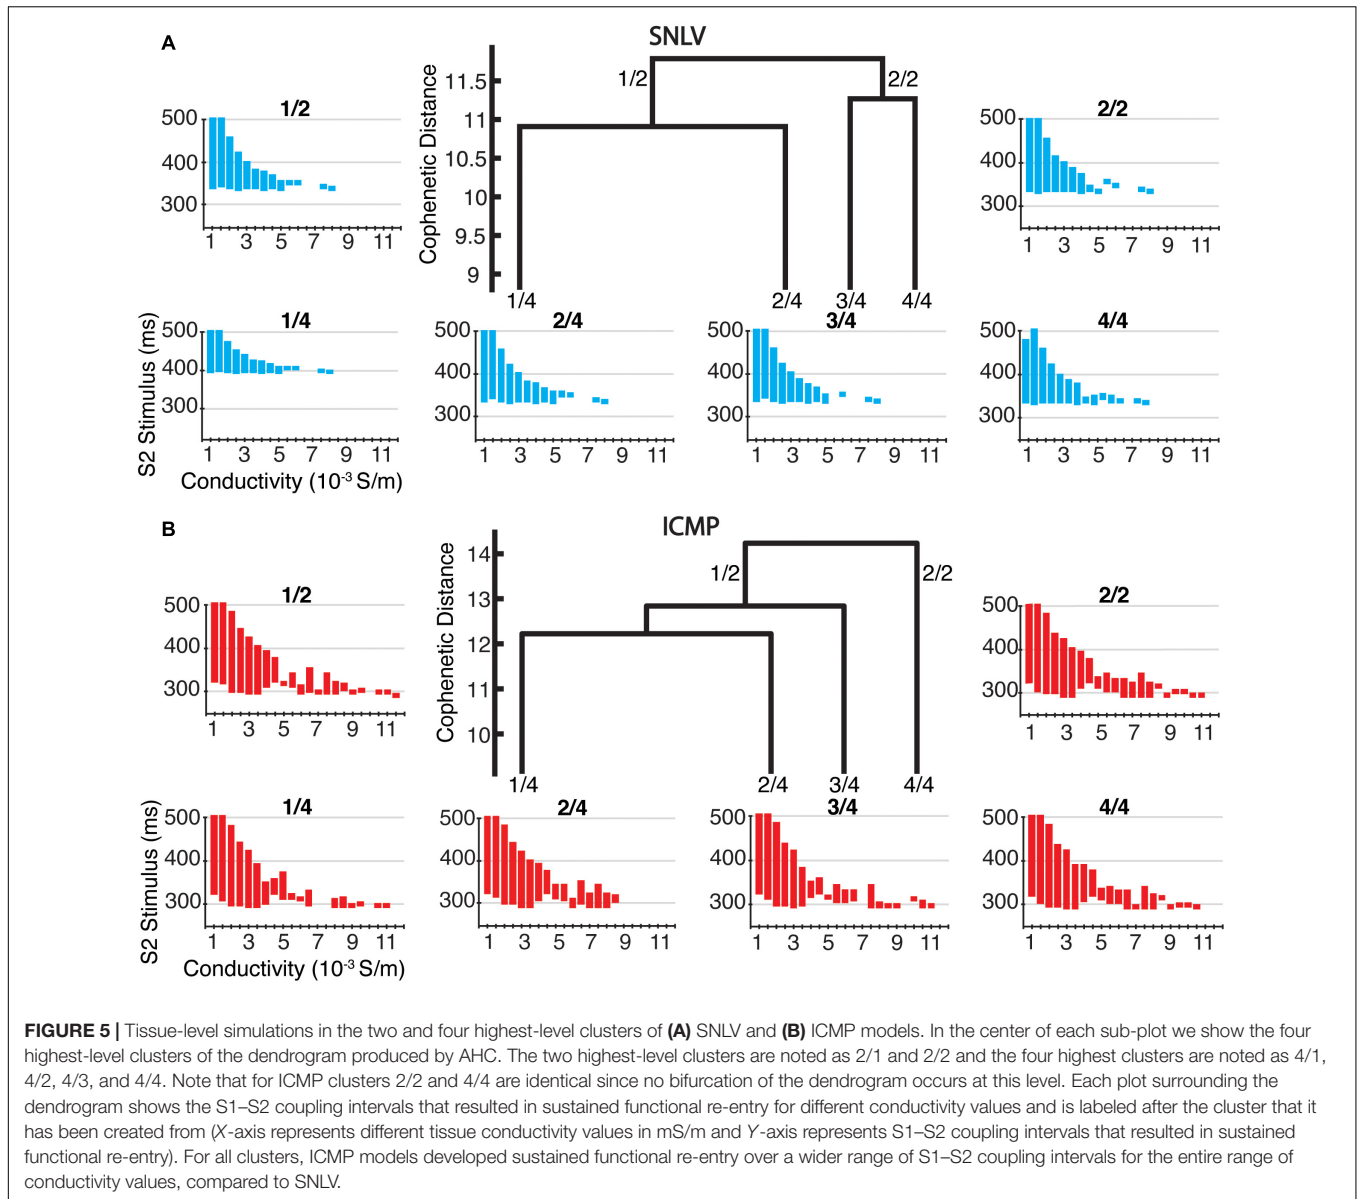 A
SNLV
1/2
500
400
300
1 3 5 7 9 11
Cophenetic Distance
11.5
11
10.5
10
9.5
9
1/2
2/2
1/4
2/4
3/4
4/4
2/2
500
400
300
1 3 5 7 9 11
S2 Stimulus (ms)
1/4
500
400
300
1 3 5 7 9 11
Conductivity (10-3 S/m)
2/4
500
400
300
1 3 5 7 9 11
3/4
500
400
300
1 3 5 7 9 11
4/4
500
400
300
1 3 5 7 9 11
B
ICMP
1/2
500
400
300
1 3 5 7 9 11
Cophenetic Distance
14
13
12
11
10
1/2
2/2
1/4
2/4
3/4
4/4
2/2
500
400
300
1 3 5 7 9 11
S2 Stimulus (ms)
1/4
500
400
300
1 3 5 7 9 11
Conductivity (10-3 S/m)
2/4
500
400
300
1 3 5 7 9 11
3/4
500
400
300
1 3 5 7 9 11
4/4
500
400
300
1 3 5 7 9 11
FIGURE 5 | Tissue-level simulations in the two and four highest-level clusters of (A) SNLV and (B) ICMP models. In the center of each sub-plot we show the four
highest-level clusters of the dendrogram produced by AHC. The two highest-level clusters are noted as 2/1 and 2/2 and the four highest clusters are noted as 4/1,
4/2, 4/3, and 4/4. Note that for ICMP clusters 2/2 and 4/4 are identical since no bifurcation of the dendrogram occurs at this level. Each plot surrounding the
dendrogram shows the S1–S2 coupling intervals that resulted in sustained functional re-entry for different conductivity values and is labeled after the cluster that it
has been created from (X-axis represents different tissue conductivity values in mS/m and Y-axis represents S1–S2 coupling intervals that resulted in sustained
functional re-entry). For all clusters, ICMP models developed sustained functional re-entry over a wider range of S1–S2 coupling intervals for the entire range of
conductivity values, compared to SNLV.